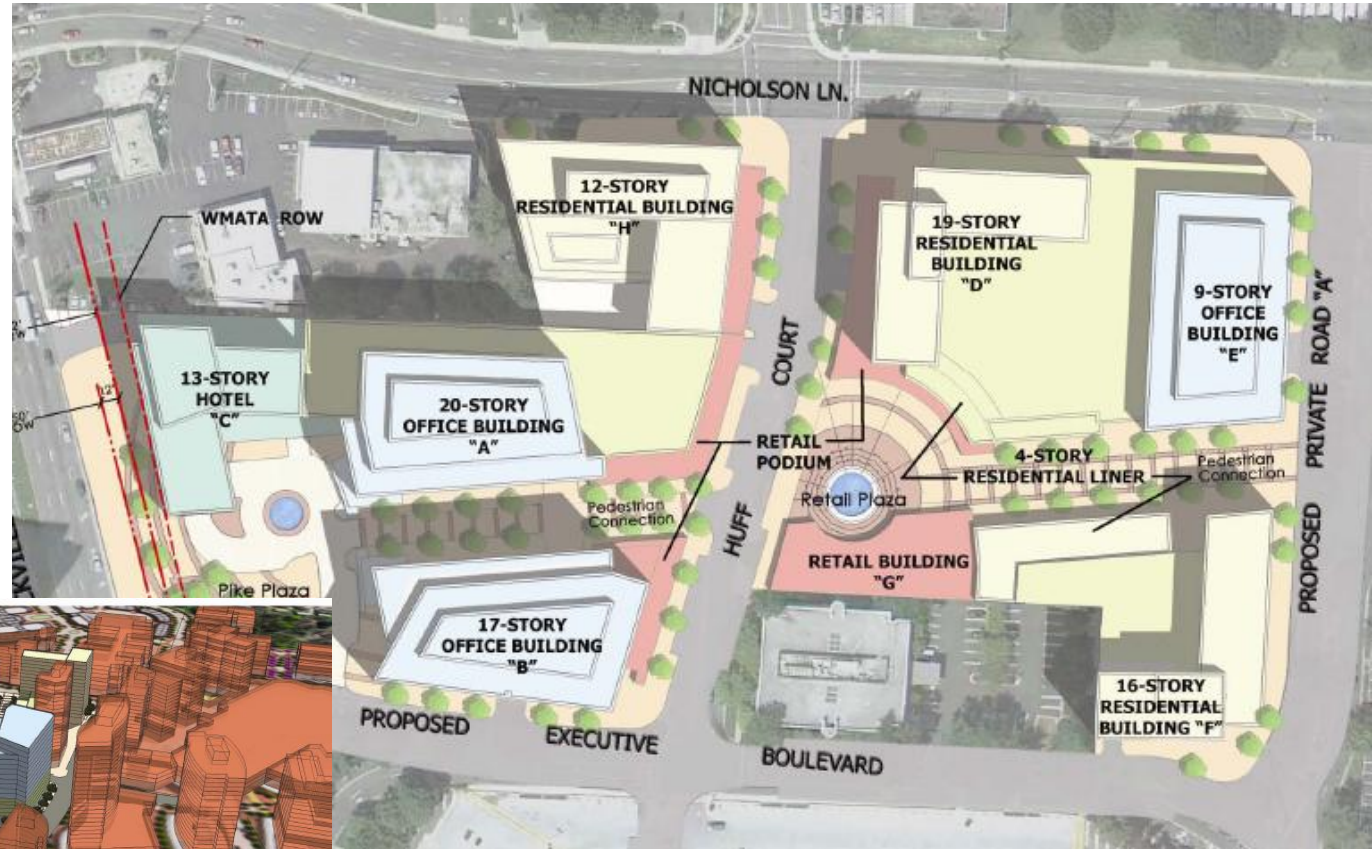 NICHOLSON LN.
WMATA ROW
12-STORY
RESIDENTIAL BUILDING
"H"
19-STORY
RESIDENTIAL
BUILDING
"D"
9-STORY
OFFICE
BUILDING
"E"
13-STORY
HOTEL
"C"
20-STORY
OFFICE BUILDING
"A"
HUFF COURT
RETAIL
PODIUM
4-STORY
RESIDENTIAL LINER
Pedestrian
Connection
Pedestrian
Connection
Retail Plaza
RETAIL BUILDING
"G"
PROPOSED PRIVATE ROAD "A"
Pike Plaza
17-STORY
OFFICE BUILDING
"B"
16-STORY
RESIDENTIAL
BUILDING "F"
PROPOSED EXECUTIVE BOULEVARD